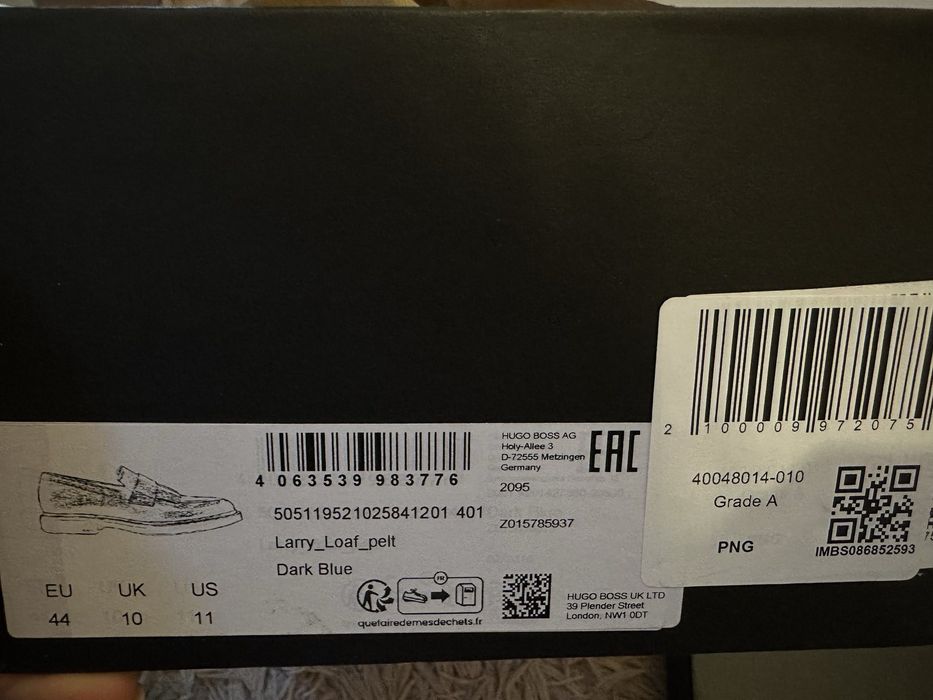 EU UK US
44 10 11
4 063539 983776
505119521025841201 401
Larry_Loaf_pelt
Dark Blue
FR
quefairedemesdechets.fr
HUGO BOSS AG
Holy-Allee 3
D-72555 Metzingen
Germany
EAC
2095
Z015785937
HUGO BOSS UK LTD
39 Plender Street
London, NW1 0DT
2 100009 972075
40048014-010
Grade A
PNG
IMBS086852593